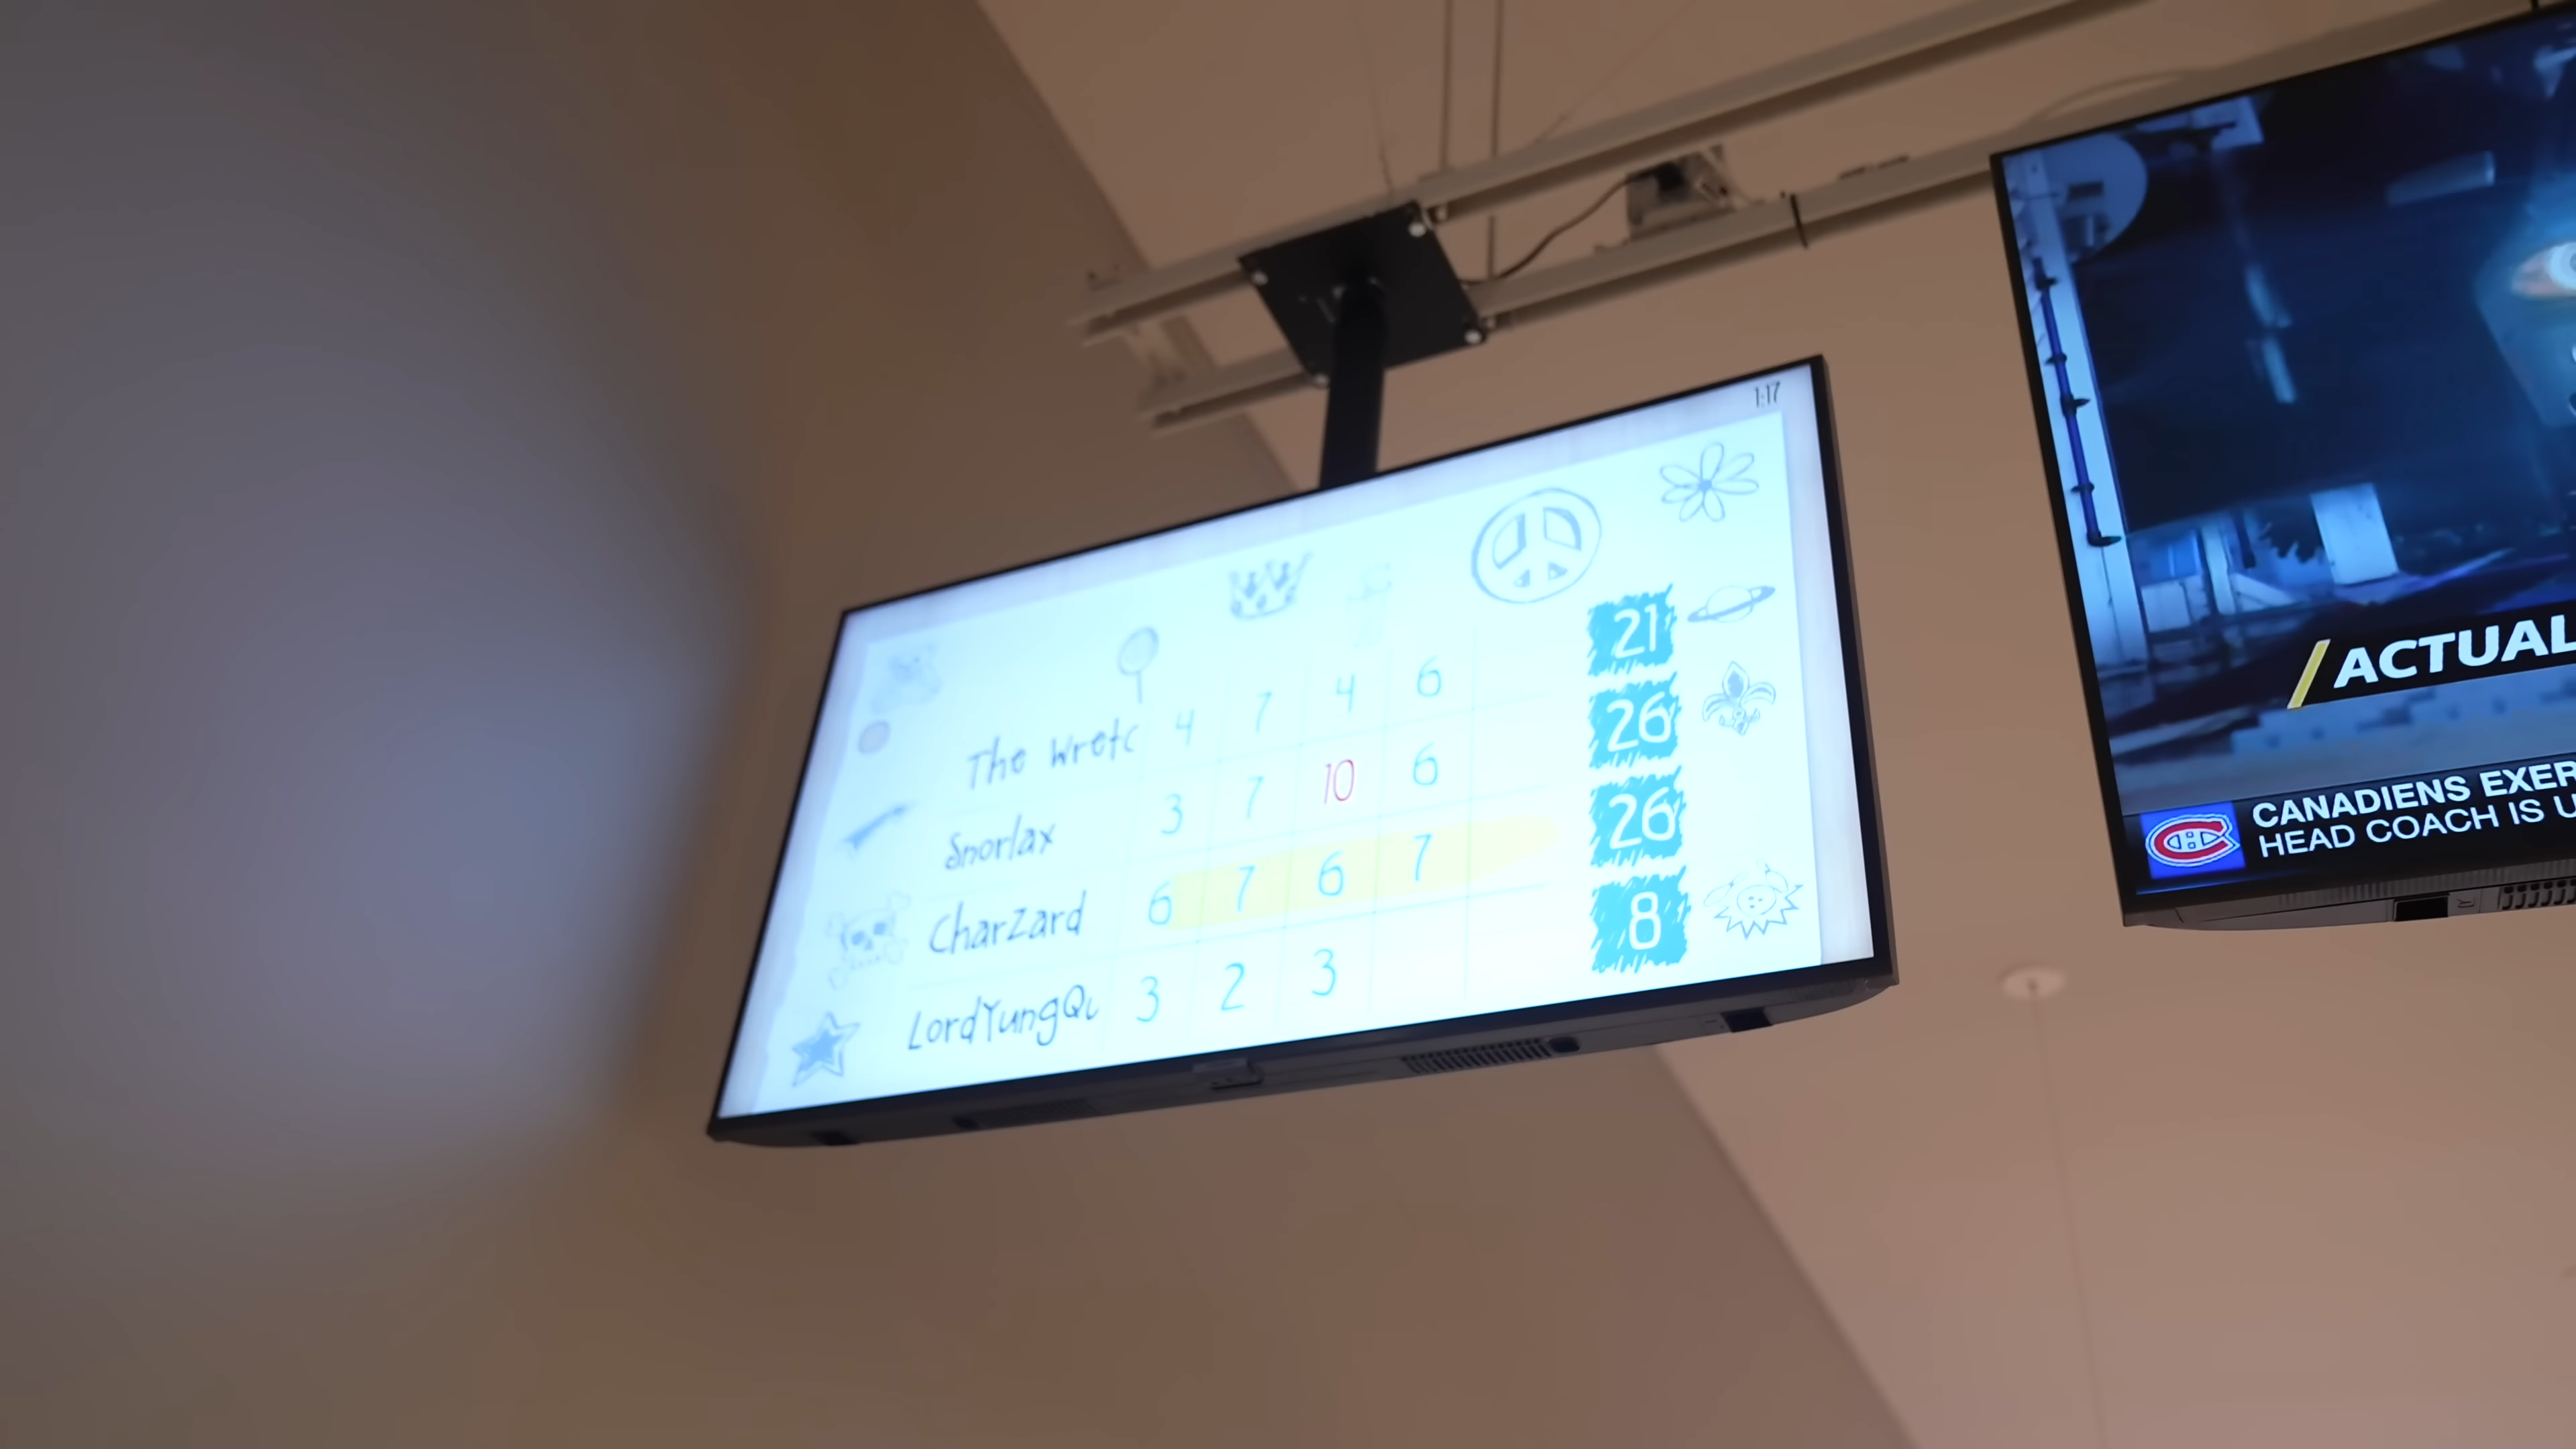 1:17
The Wretc 4 7 4 6 21
Snorlax 3 7 10 6 26
CharZard 6 7 6 7 26
LordYungQu 3 2 3 8
/ACTUAL
CANADIENS EXER
HEAD COACH IS U